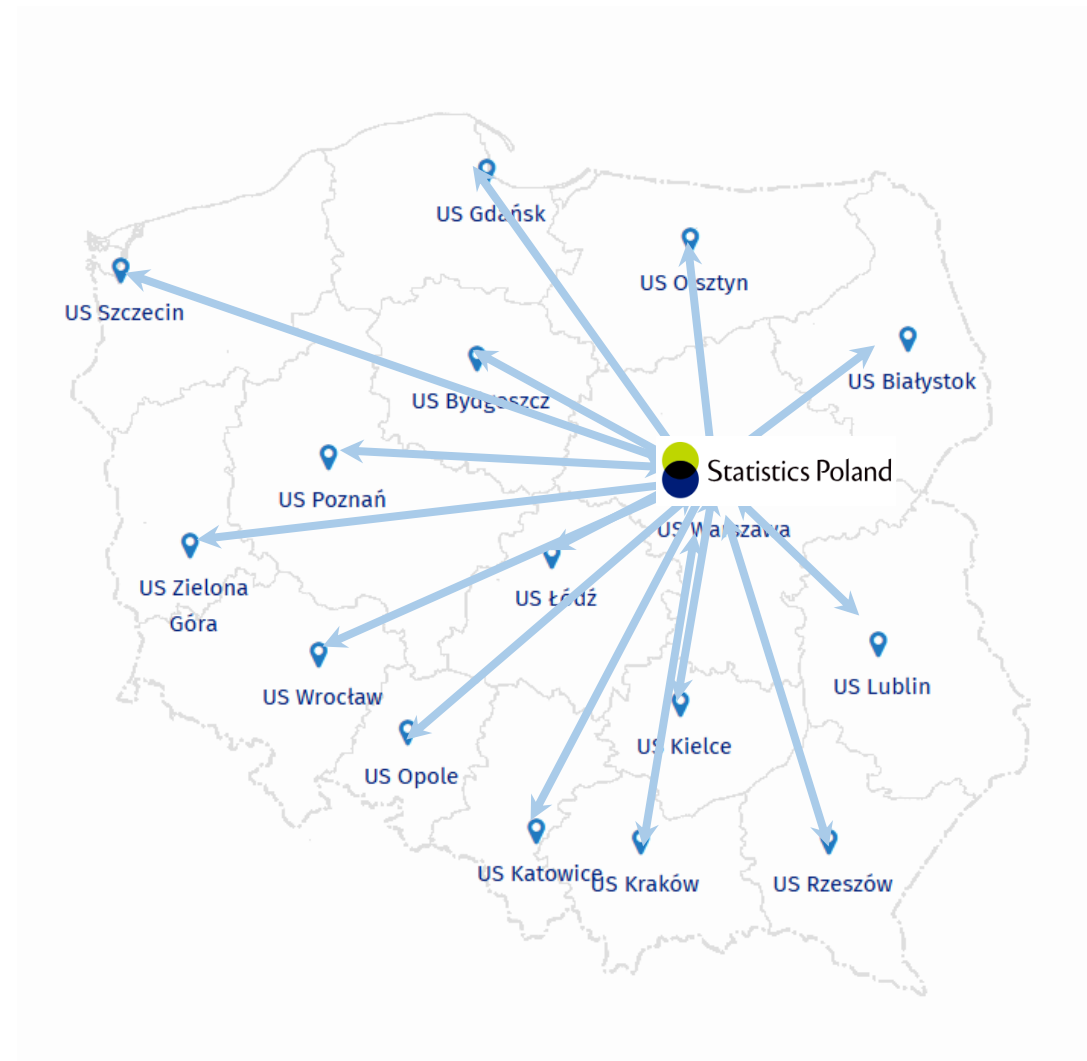 US Gdańsk
US Olsztyn
US Szczecin
US Białystok
US Bydgoszcz
Statistics Poland
US Poznań
US Warszawa
US Zielona
Góra
US Łódź
US Wrocław
US Lublin
US Kielce
US Opole
US Katowice
US Kraków
US Rzeszów